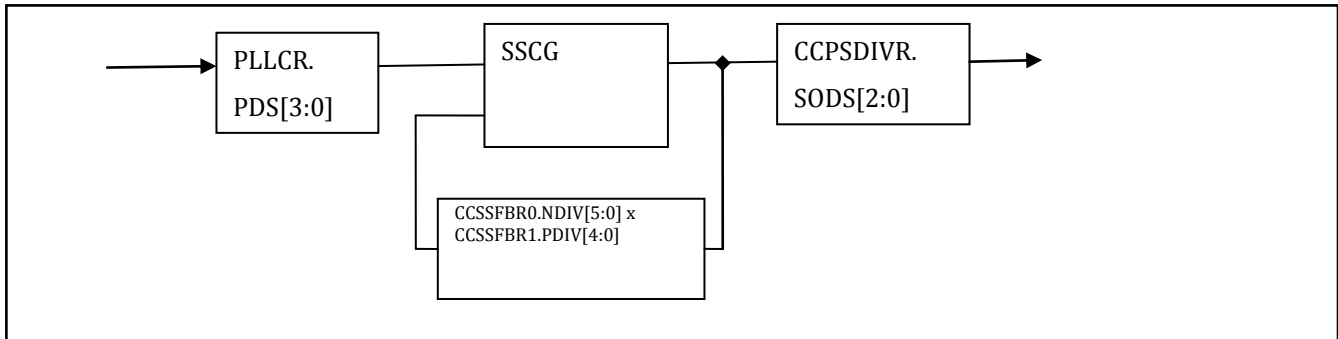 PLLCR.
PDS[3:0]
SSCG
CCPSDIVR.
SODS[2:0]
CCSSFBR0.NDIV[5:0] x
CCSSFBR1.PDIV[4:0]